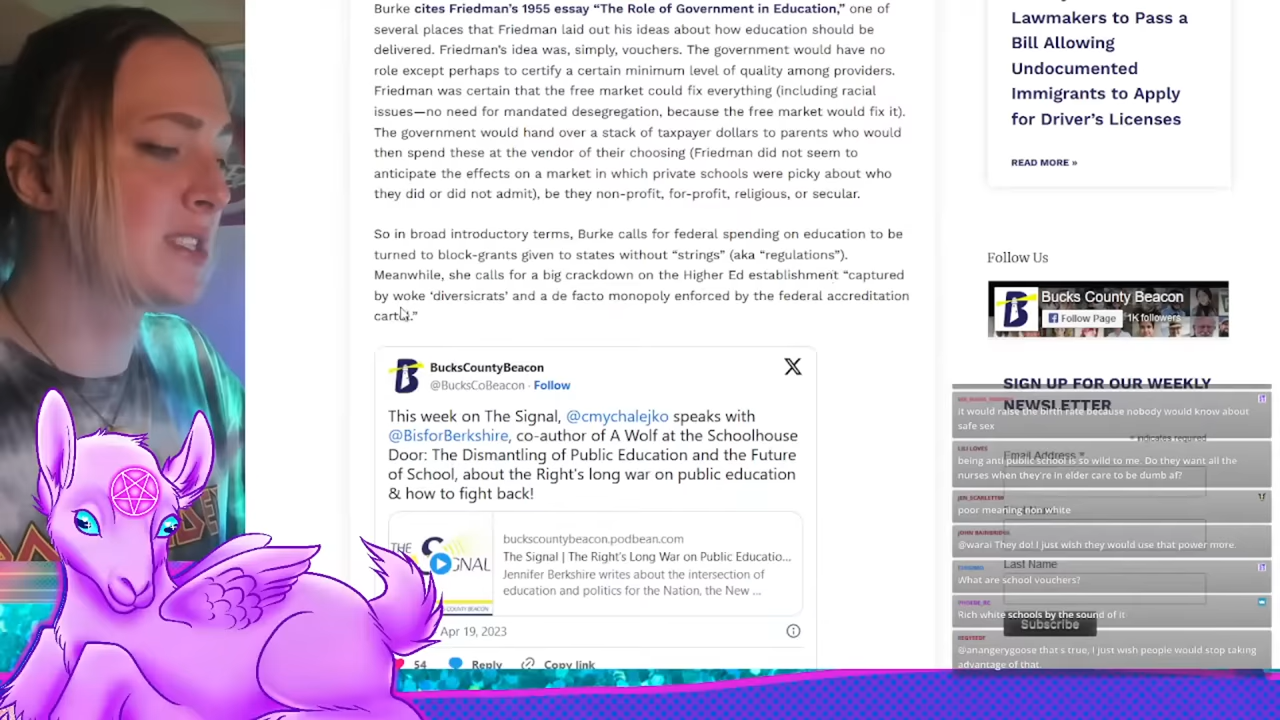 Burke cites Friedman's 1955 essay "The Role of Government in Education," one of
several places that Friedman laid out his ideas about how education should be
delivered. Friedman's idea was, simply, vouchers. The government would have no
role except perhaps to certify a certain minimum level of quality among providers.
Friedman was certain that the free market could fix everything (including racial
issues—no need for mandated desegregation, because the free market would fix it).
The government would hand over a stack of taxpayer dollars to parents who would
then spend these at the vendor of their choosing (Friedman did not seem to
anticipate the effects on a market in which private schools were picky about who
they did or did not admit), be they non-profit, for-profit, religious, or secular.
So in broad introductory terms, Burke calls for federal spending on education to be
turned to block-grants given to states without "strings" (aka "regulations").
Meanwhile, she calls for a big crackdown on the Higher Ed establishment "captured
by woke 'diversicrats' and a de facto monopoly enforced by the federal accreditation
cartel."
BucksCountyBeacon
@BucksCoBeacon · Follow
This week on The Signal, @cmychalejko speaks with
@BisforBerkshire, co-author of A Wolf at the Schoolhouse
Door: The Dismantling of Public Education and the Future
of School, about the Right's long war on public education
& how to fight back!
buckscountybeacon.podbean.com
The Signal | The Right's Long War on Public Educatio...
Jennifer Berkshire writes about the intersection of
education and politics for the Nation, the New ...
Apr 19, 2023
54 Reply Copy link
Lawmakers to Pass a
Bill Allowing
Undocumented
Immigrants to Apply
for Driver's Licenses
READ MORE »
Follow Us
Bucks County Beacon
Follow Page 1K followers
SIGN UP FOR OUR WEEKLY
NEWSLETTER
it would raise the birth rate because nobody would know about
safe sex
* indicates required
Email Address *
LILI LOVES
being anti public school is so wild to me. Do they want all the
nurses when they're in elder care to be dumb af?
JEN_SCARLETTER
poor meaning non white
@warai They do! I just wish they would use that power more.
Last Name
What are school vouchers?
Rich white schools by the sound of it
Subscribe
@anangerygoose that's true, I just wish people would stop taking
advantage of that.